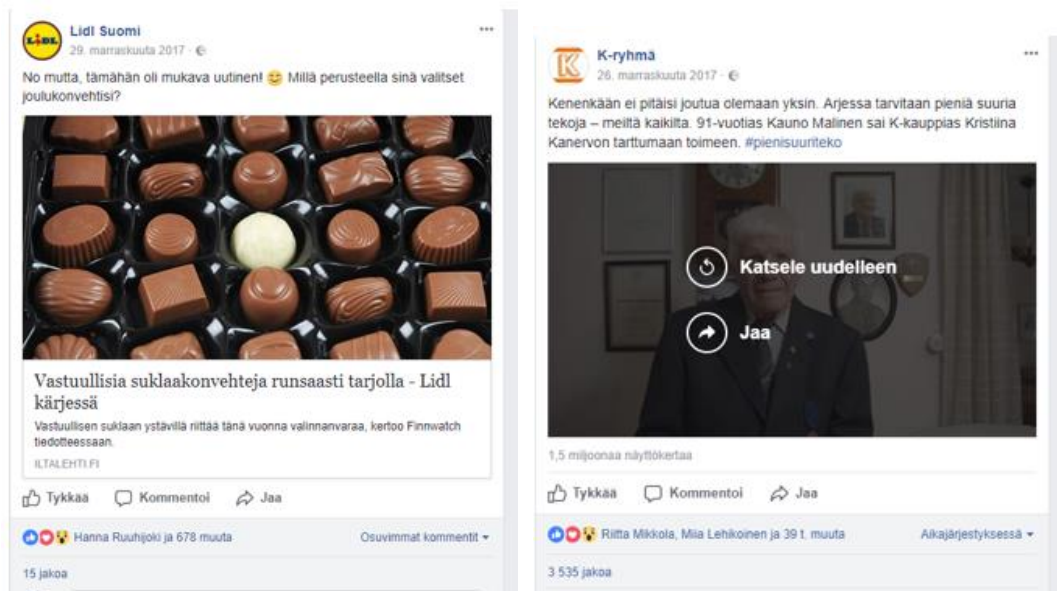 LIDL
Lidl Suomi
29. marraskuuta 2017 ·
No mutta, tämähän oli mukava uutinen! 😊 Millä perusteella sinä valitset
joulukonvehtisi?
Vastuullisia suklaakonvehteja runsaasti tarjolla - Lidl
kärjessä
Vastuullisen suklaan ystävillä riittää tänä vuonna valinnanvaraa, kertoo Finnwatch
tiedotteessaan.
ILTALEHTI.FI
Tykkää Kommentoi Jaa
Hanna Ruuhijoki ja 678 muuta Osuvimmat kommentit
15 jakoa
K
K-ryhmä
26. marraskuuta 2017 ·
Kenenkään ei pitäisi joutua olemaan yksin. Arjessa tarvitaan pieniä suuria
tekoja – meiltä kaikilta. 91-vuotias Kauno Malinen sai K-kauppias Kristiina
Kanervon tarttumaan toimeen. #pienisuuriteko
Katsele uudelleen
Jaa
1,5 miljoonaa näyttökertaa
Tykkää Kommentoi Jaa
Riitta Mikkola, Miia Lehikoinen ja 39 t. muuta Aikajärjestyksessä
3 535 jakoa